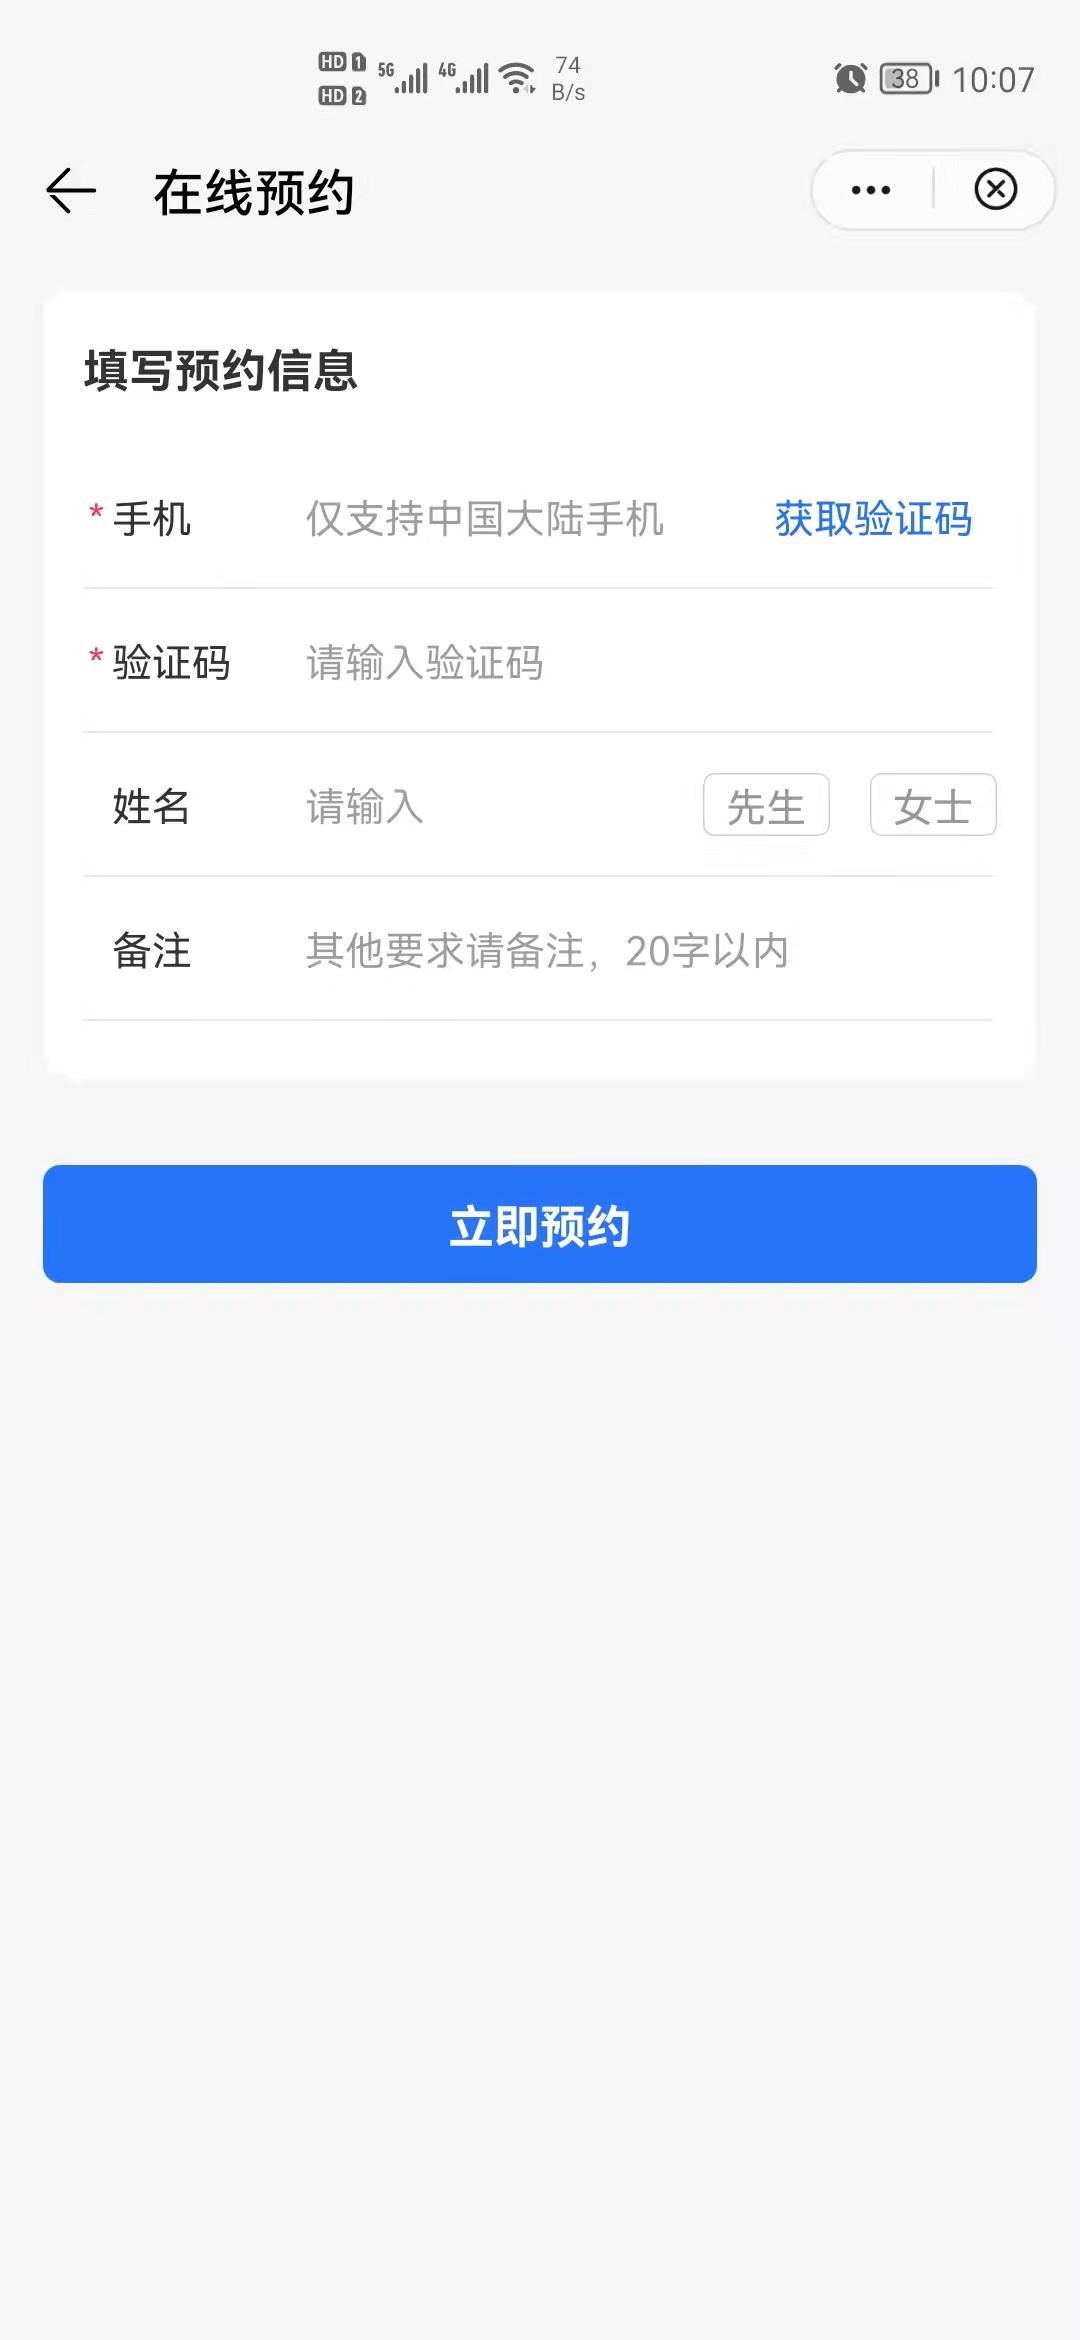 HD 1 5G 4G 74
HD 2 B/s
38 10:07
在线预约
填写预约信息
* 手机 仅支持中国大陆手机 获取验证码
* 验证码 请输入验证码
姓名 请输入 先生 女士
备注 其他要求请备注，20字以内
立即预约